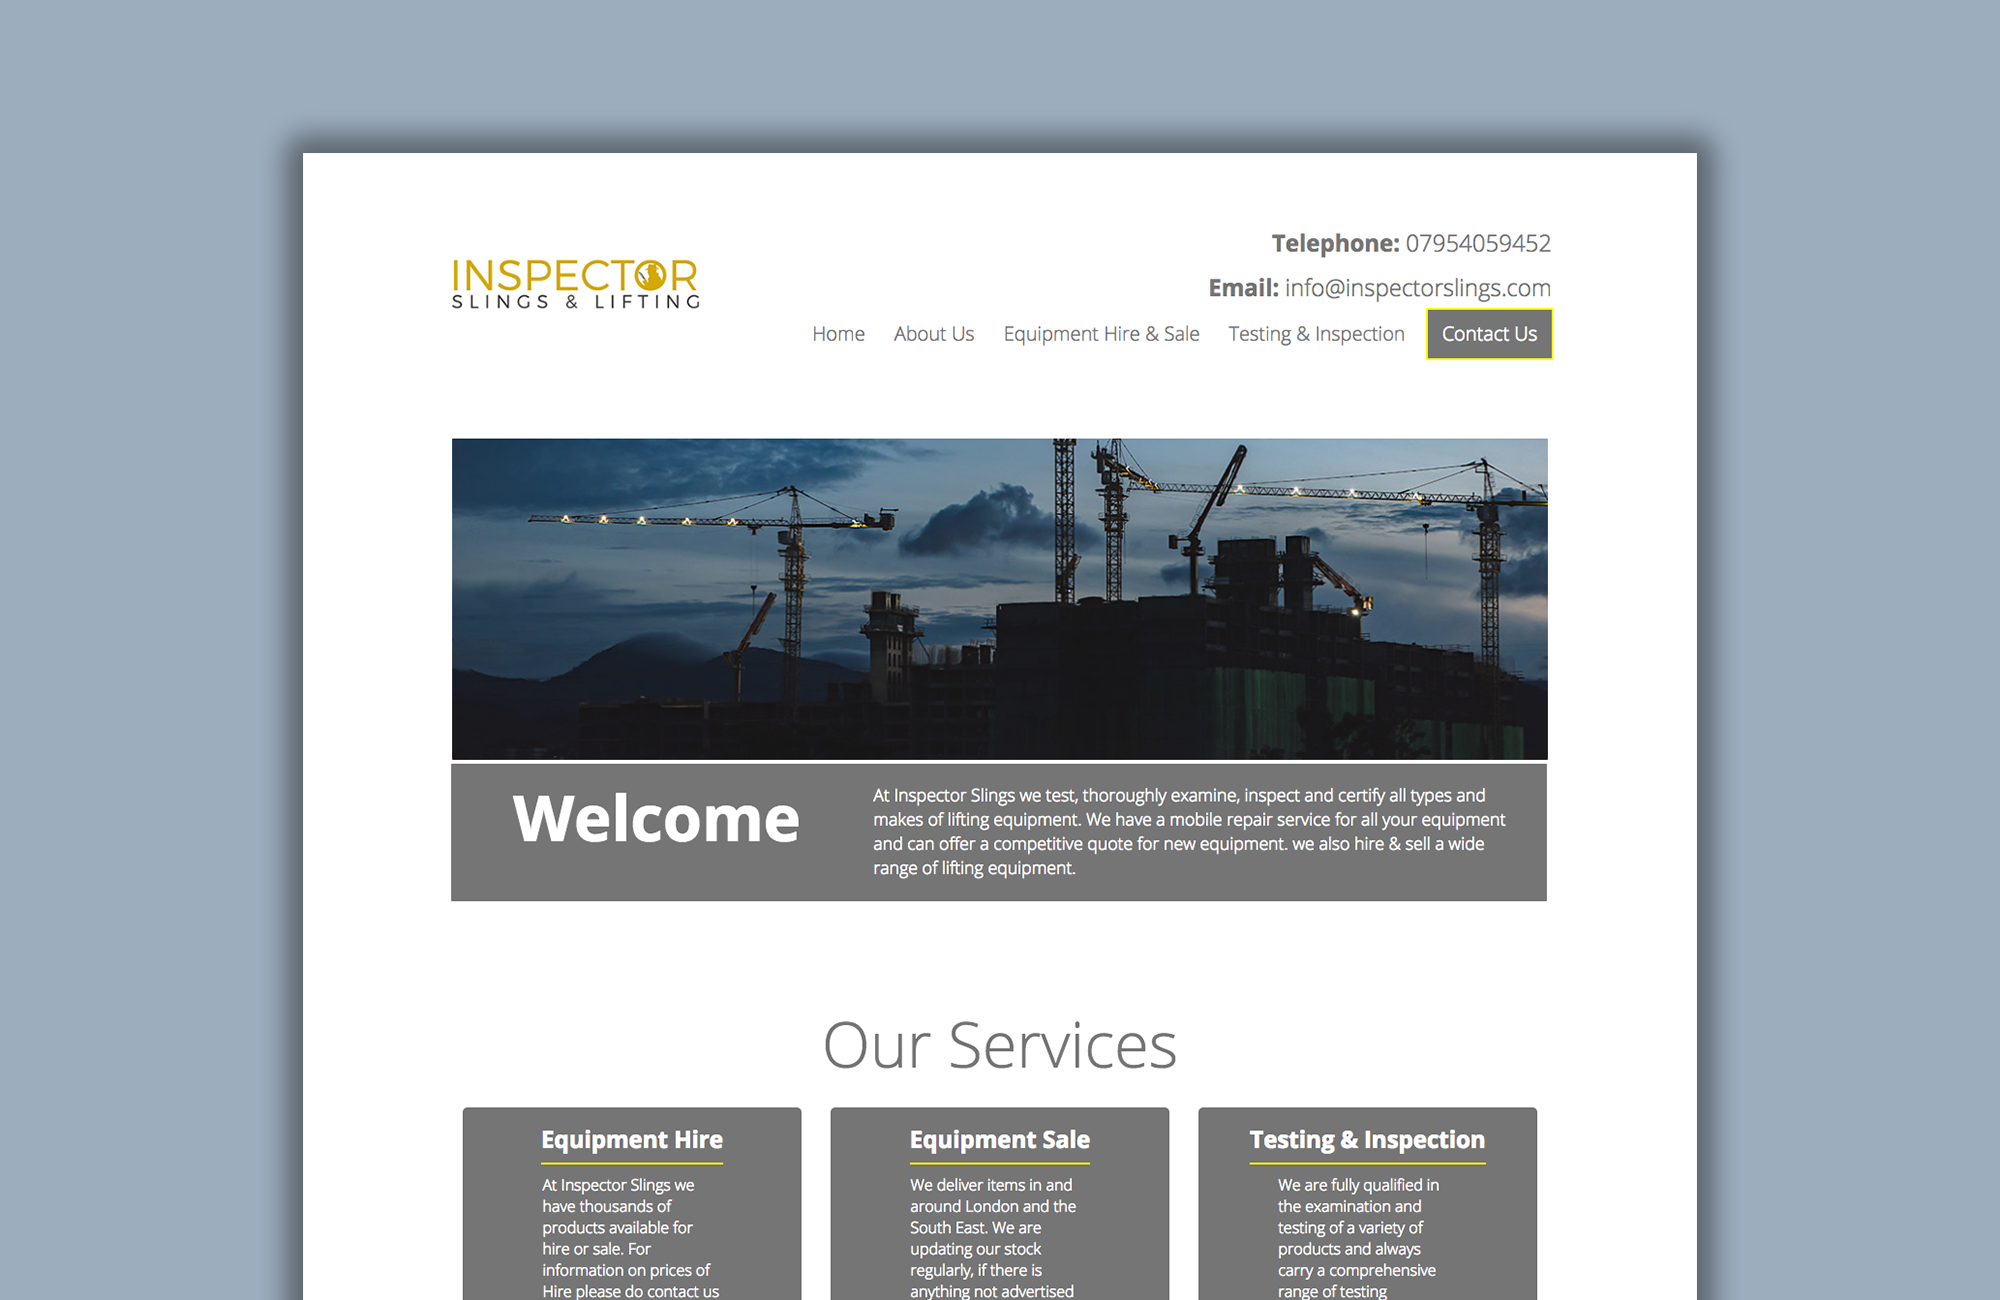 Telephone: 07954059452
INSPECTOR
SLINGS & LIFTING
Email: info@inspectorslings.com
Home About Us Equipment Hire & Sale Testing & Inspection Contact Us
Welcome
At Inspector Slings we test, thoroughly examine, inspect and certify all types and
makes of lifting equipment. We have a mobile repair service for all your equipment
and can offer a competitive quote for new equipment. we also hire & sell a wide
range of lifting equipment.
Our Services
Equipment Hire
At Inspector Slings we
have thousands of
products available for
hire or sale. For
information on prices of
Hire please do contact us
Equipment Sale
We deliver items in and
around London and the
South East. We are
updating our stock
regularly, if there is
anything not advertised
Testing & Inspection
We are fully qualified in
the examination and
testing of a variety of
products and always
carry a comprehensive
range of testing